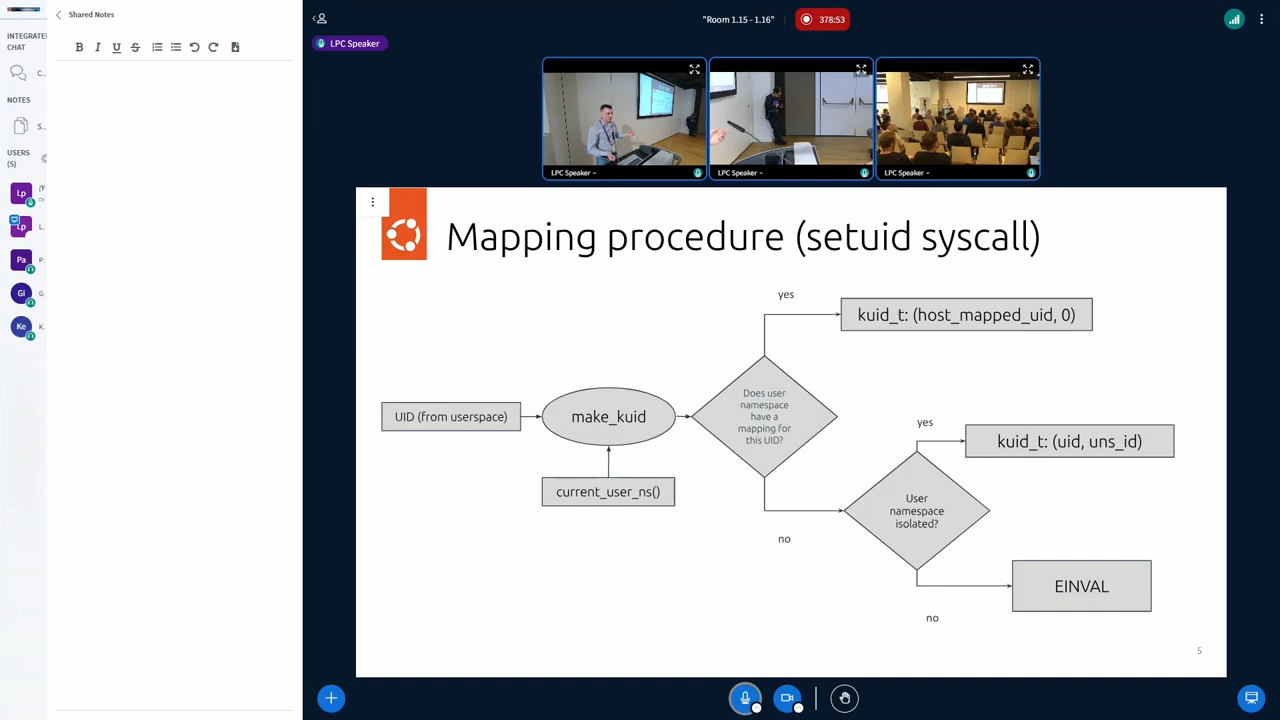 Shared Notes
INTEGRATE
CHAT
C..
NOTES
S..
USERS
(5)
Lp
Lp
L.
Pa
P.
Gi
G.
Ke
K.
"Room 1.15 - 1.16"
378:53
LPC Speaker
LPC Speaker
LPC Speaker
LPC Speaker
Mapping procedure (setuid syscall)
yes
kuid_t: (host_mapped_uid, 0)
UID (from userspace)
make_kuid
Does user
namespace
have a
mapping for
this UID?
current_user_ns()
yes
kuid_t: (uid, uns_id)
User
namespace
isolated?
no
EINVAL
no
5